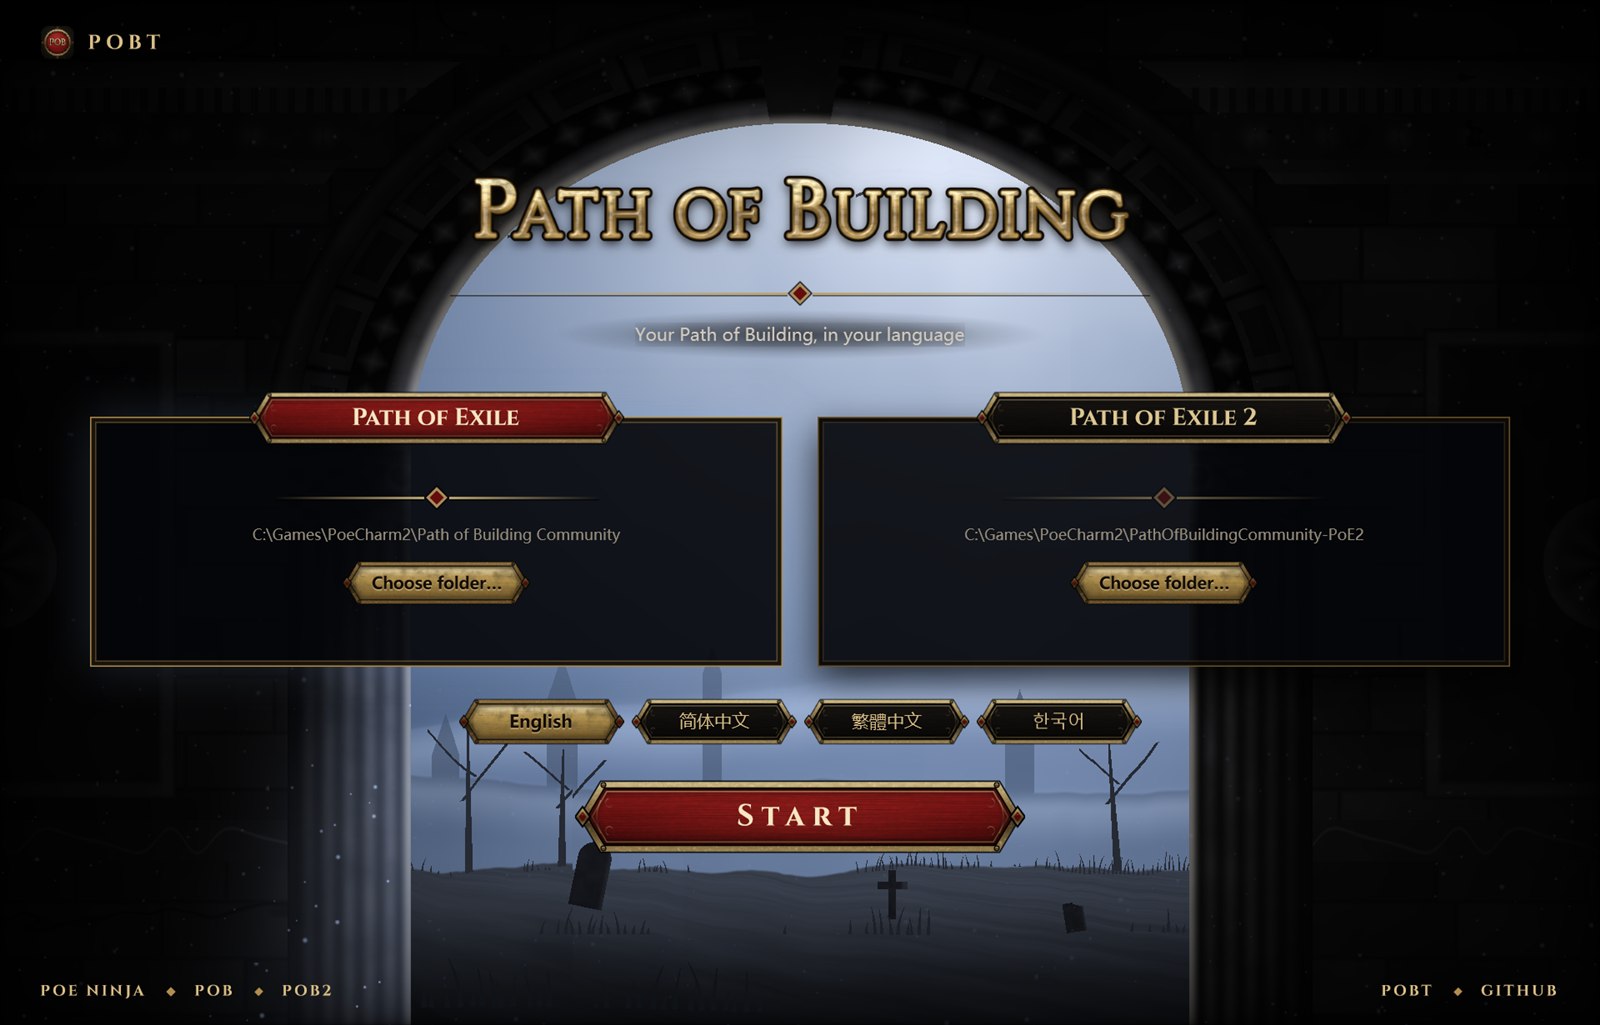 POB POBT
PATH OF BUILDING
Your Path of Building, in your language
PATH OF EXILE
C:\Games\PoeCharm2\Path of Building Community
Choose folder...
PATH OF EXILE 2
C:\Games\PoeCharm2\PathOfBuildingCommunity-PoE2
Choose folder...
English 简体中文 繁體中文 한국어
START
POE NINJA ◆ POB ◆ POB2
POBT ◆ GITHUB